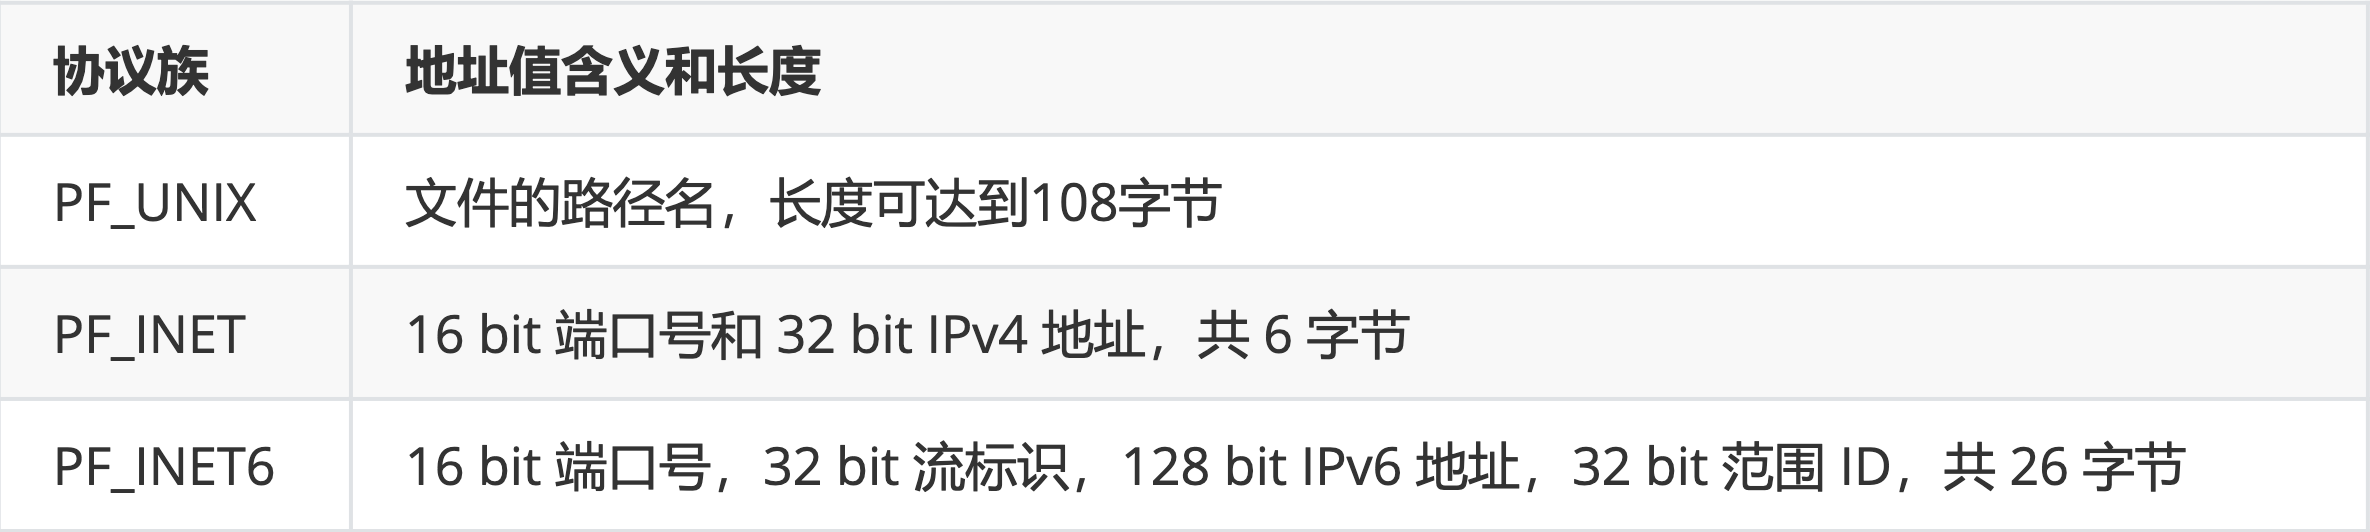 协议族 地址值含义和长度
PF_UNIX 文件的路径名，长度可达到108字节
PF_INET 16 bit 端口号和 32 bit IPv4 地址，共 6 字节
PF_INET6 16 bit 端口号，32 bit 流标识，128 bit IPv6 地址，32 bit 范围 ID，共 26 字节